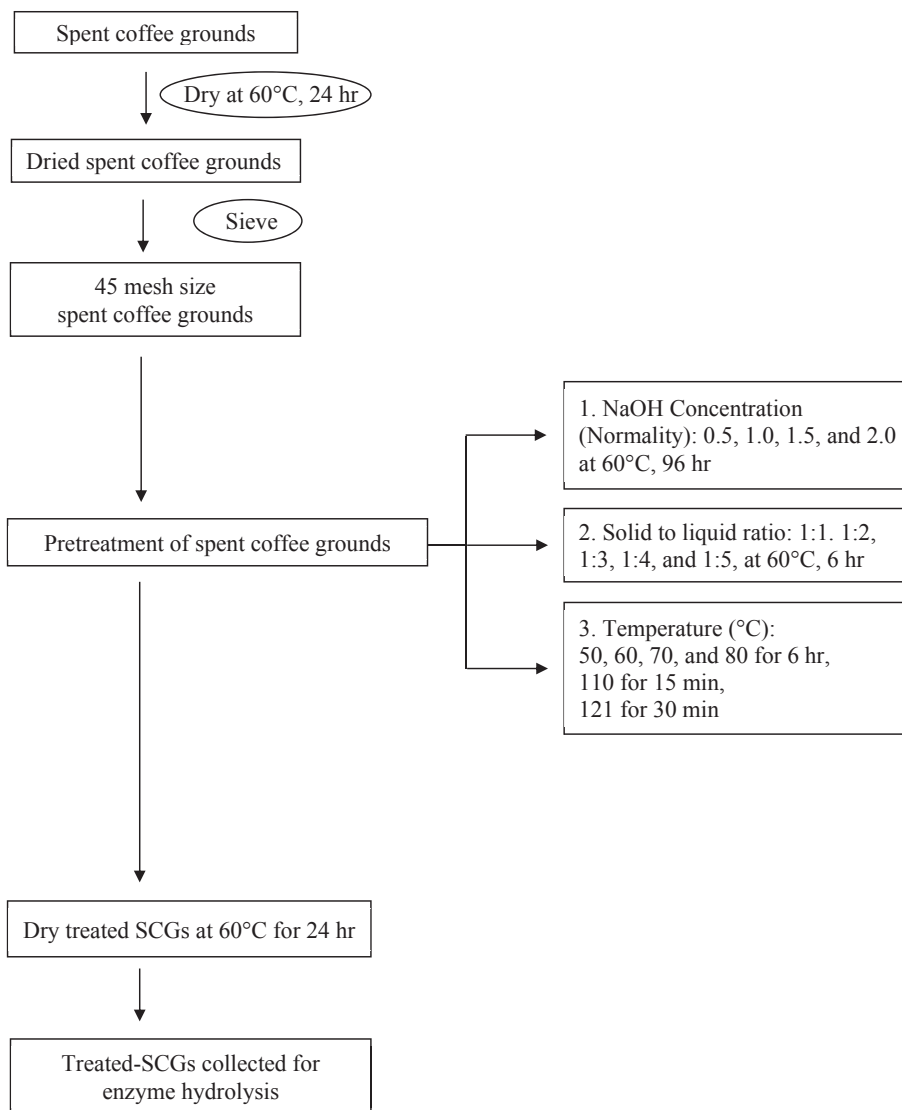 Spent coffee grounds
Dry at 60°C, 24 hr
Dried spent coffee grounds
Sieve
45 mesh size
spent coffee grounds
Pretreatment of spent coffee grounds
1. NaOH Concentration
(Normality): 0.5, 1.0, 1.5, and 2.0
at 60°C, 96 hr
2. Solid to liquid ratio: 1:1. 1:2,
1:3, 1:4, and 1:5, at 60°C, 6 hr
3. Temperature (°C):
50, 60, 70, and 80 for 6 hr,
110 for 15 min,
121 for 30 min
Dry treated SCGs at 60°C for 24 hr
Treated-SCGs collected for
enzyme hydrolysis